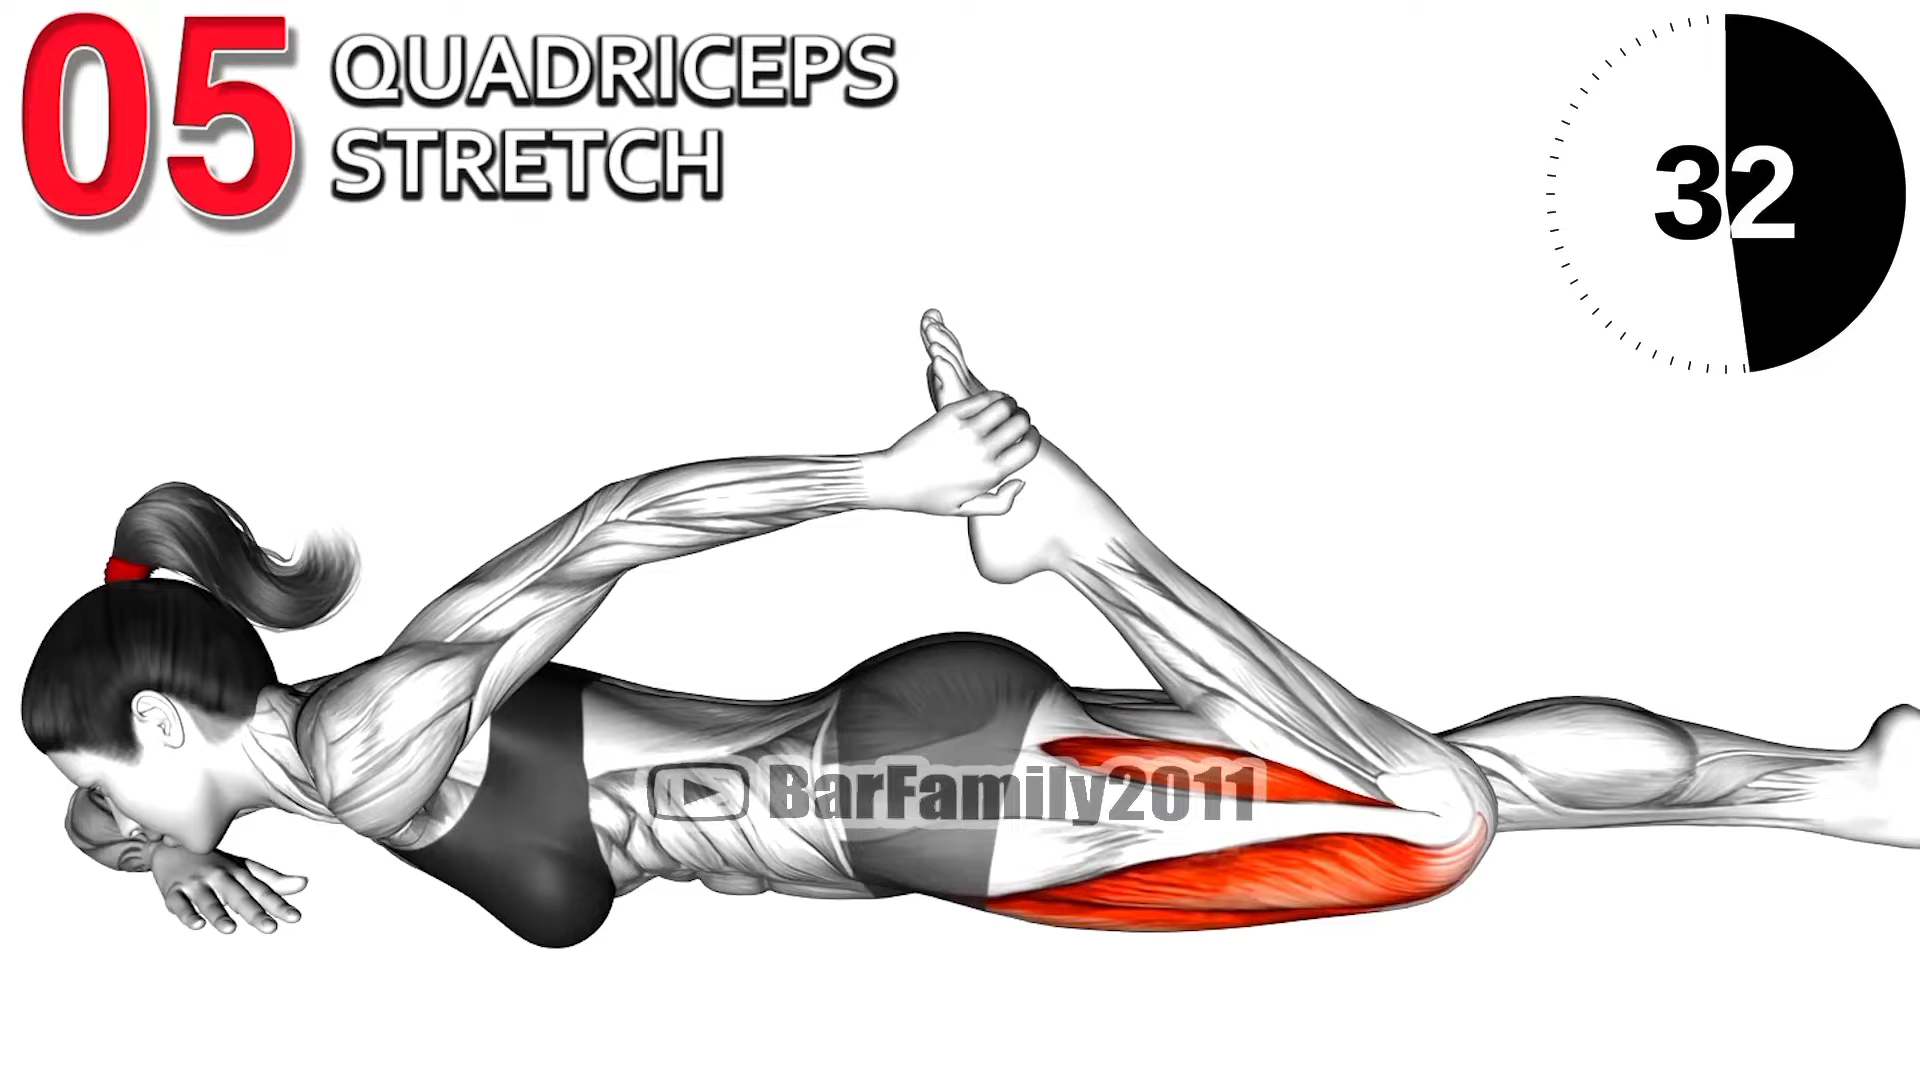 05
QUADRICEPS
STRETCH
32
BarFamily2011